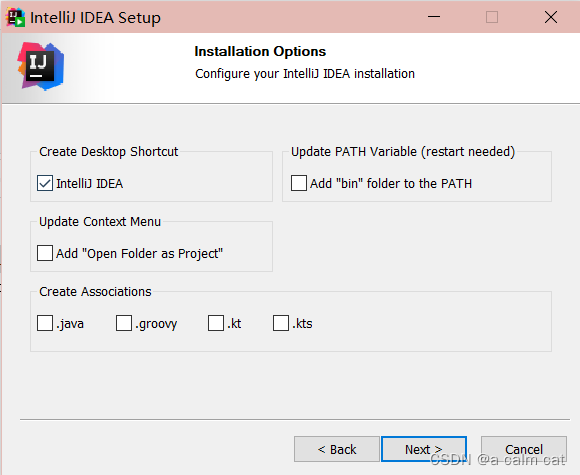 IntelliJ IDEA Setup
IJ
Installation Options
Configure your IntelliJ IDEA installation
Create Desktop Shortcut
IntelliJ IDEA
Update PATH Variable (restart needed)
Add "bin" folder to the PATH
Update Context Menu
Add "Open Folder as Project"
Create Associations
.java .groovy .kt .kts
< Back Next > Cancel
CSDN @a calm cat